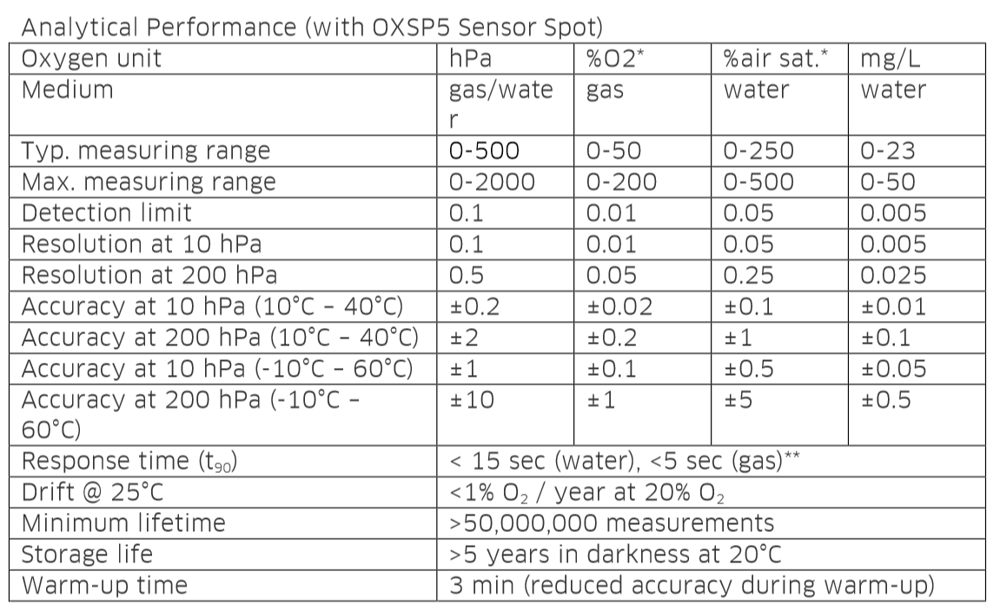 Analytical Performance (with OXSP5 Sensor Spot)
Oxygen unit hPa %O2* %air sat.* mg/L
Medium gas/wate gas water water
r
Typ. measuring range 0-500 0-50 0-250 0-23
Max. measuring range 0-2000 0-200 0-500 0-50
Detection limit 0.1 0.01 0.05 0.005
Resolution at 10 hPa 0.1 0.01 0.05 0.005
Resolution at 200 hPa 0.5 0.05 0.25 0.025
Accuracy at 10 hPa (10°C – 40°C) ±0.2 ±0.02 ±0.1 ±0.01
Accuracy at 200 hPa (10°C – 40°C) ±2 ±0.2 ±1 ±0.1
Accuracy at 10 hPa (-10°C – 60°C) ±1 ±0.1 ±0.5 ±0.05
Accuracy at 200 hPa (-10°C – ±10 ±1 ±5 ±0.5
60°C)
Response time (t₉₀) < 15 sec (water), <5 sec (gas)**
Drift @ 25°C <1% O₂ / year at 20% O₂
Minimum lifetime >50,000,000 measurements
Storage life >5 years in darkness at 20°C
Warm-up time 3 min (reduced accuracy during warm-up)